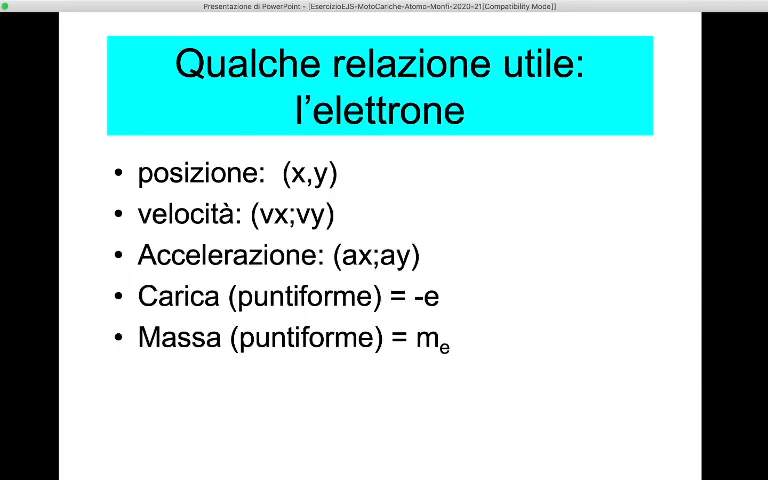 Presentazione di PowerPoint - [EsercizioEJS-MotoCariche-Atomo-Monfi-2020-21[Compatibility Mode]]
Qualche relazione utile:
l'elettrone
• posizione: (x,y)
• velocità: (vx;vy)
• Accelerazione: (ax;ay)
• Carica (puntiforme) = -e
• Massa (puntiforme) = mₑ